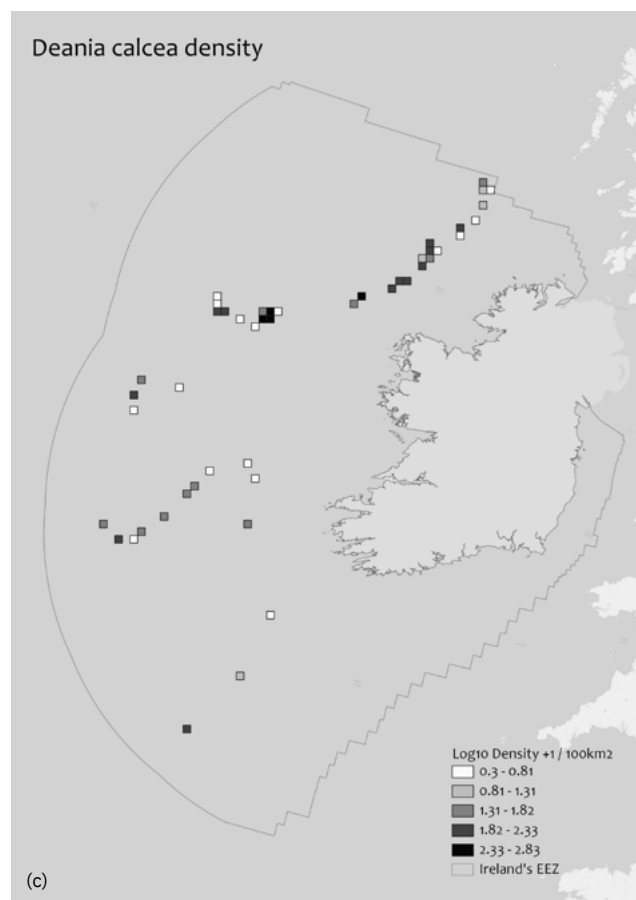 Deania calcea density
Log10 Density +1 / 100km2
0.3 - 0.81
0.81 - 1.31
1.31 - 1.82
1.82 - 2.33
2.33 - 2.83
Ireland's EEZ
(c)